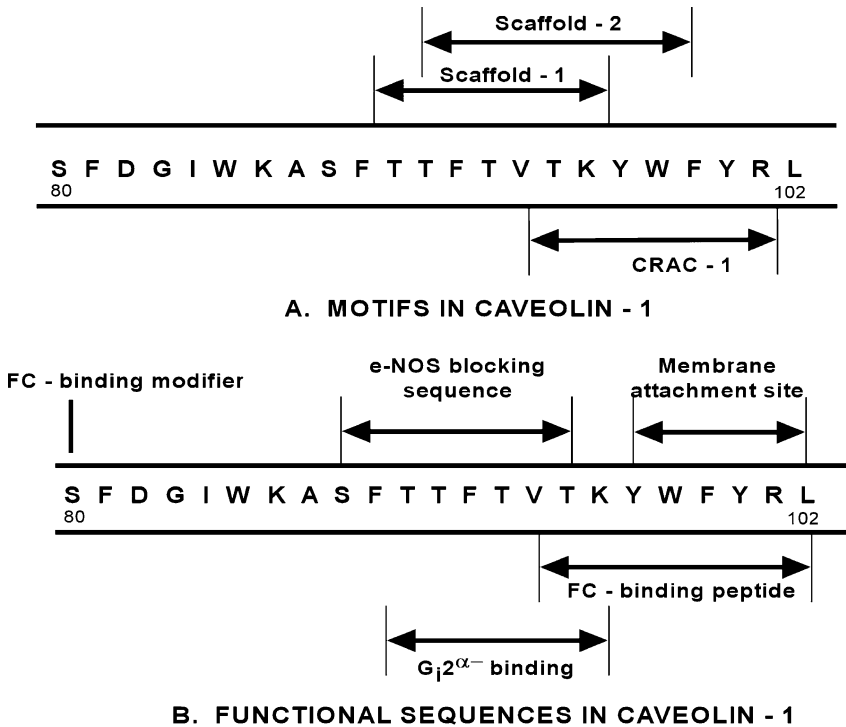 Scaffold - 2
Scaffold - 1
S F D G I W K A S F T T F T V T K Y W F Y R L
80 102
CRAC - 1
A. MOTIFS IN CAVEOLIN - 1
e-NOS blocking
sequence
Membrane
attachment site
FC - binding modifier
S F D G I W K A S F T T F T V T K Y W F Y R L
80 102
FC - binding peptide
Gi2α− binding
B. FUNCTIONAL SEQUENCES IN CAVEOLIN - 1